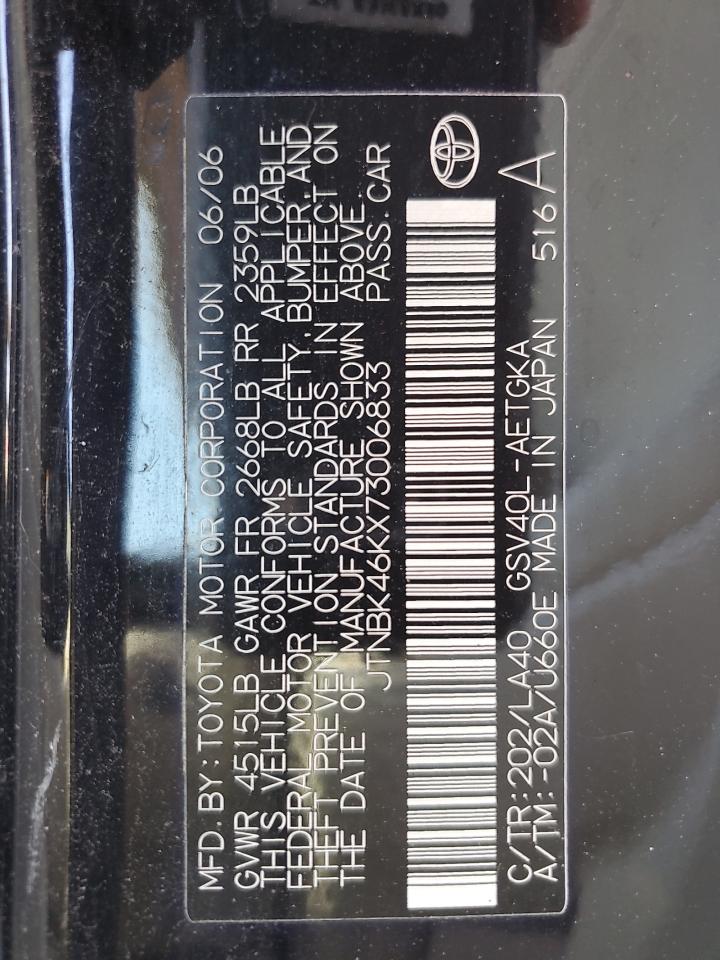 MFD.BY:TOYOTA MOTOR CORPORATION 06/06
GVWR 4515LB GAWR FR 2668LB RR 2359LB
THIS VEHICLE CONFORMS TO ALL APPLICABLE
FEDERAL MOTOR VEHICLE SAFETY,BUMPER,AND
THEFT PREVENTION STANDARDS IN EFFECT ON
THE DATE OF MANUFACTURE SHOWN ABOVE
JTNBK46KX73006833 PASS.CAR
C/TR:202/LA40 GSV40L-AETGKA
A/TM:-02A/U660E MADE IN JAPAN 516 A